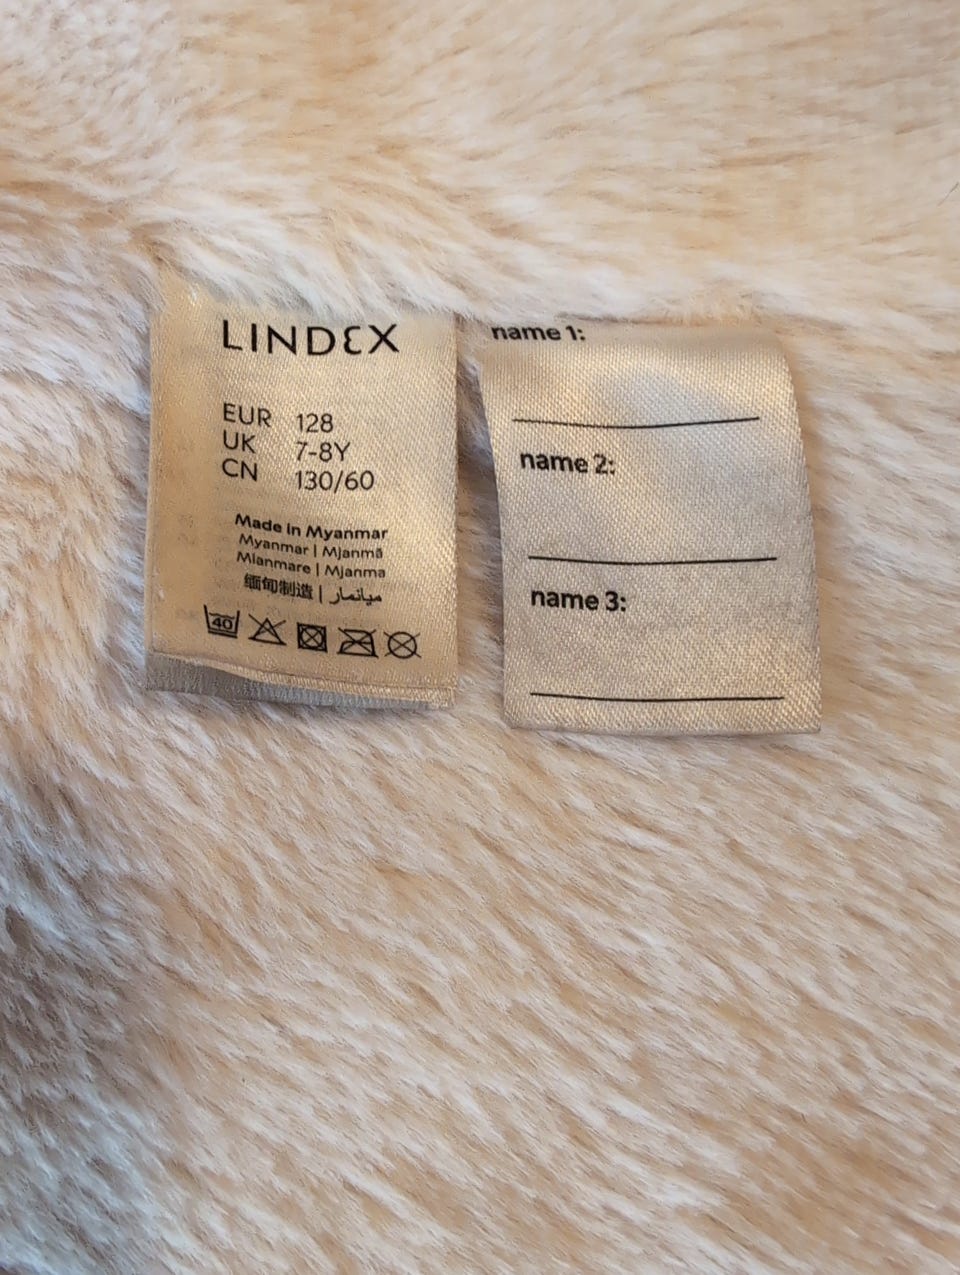 LINDEX
EUR 128
UK 7-8Y
CN 130/60
Made in Myanmar
Myanmar | Mjanmā
Mianmare | Mjanma
缅甸制造 | ميانمار
40
name 1:
name 2:
name 3: